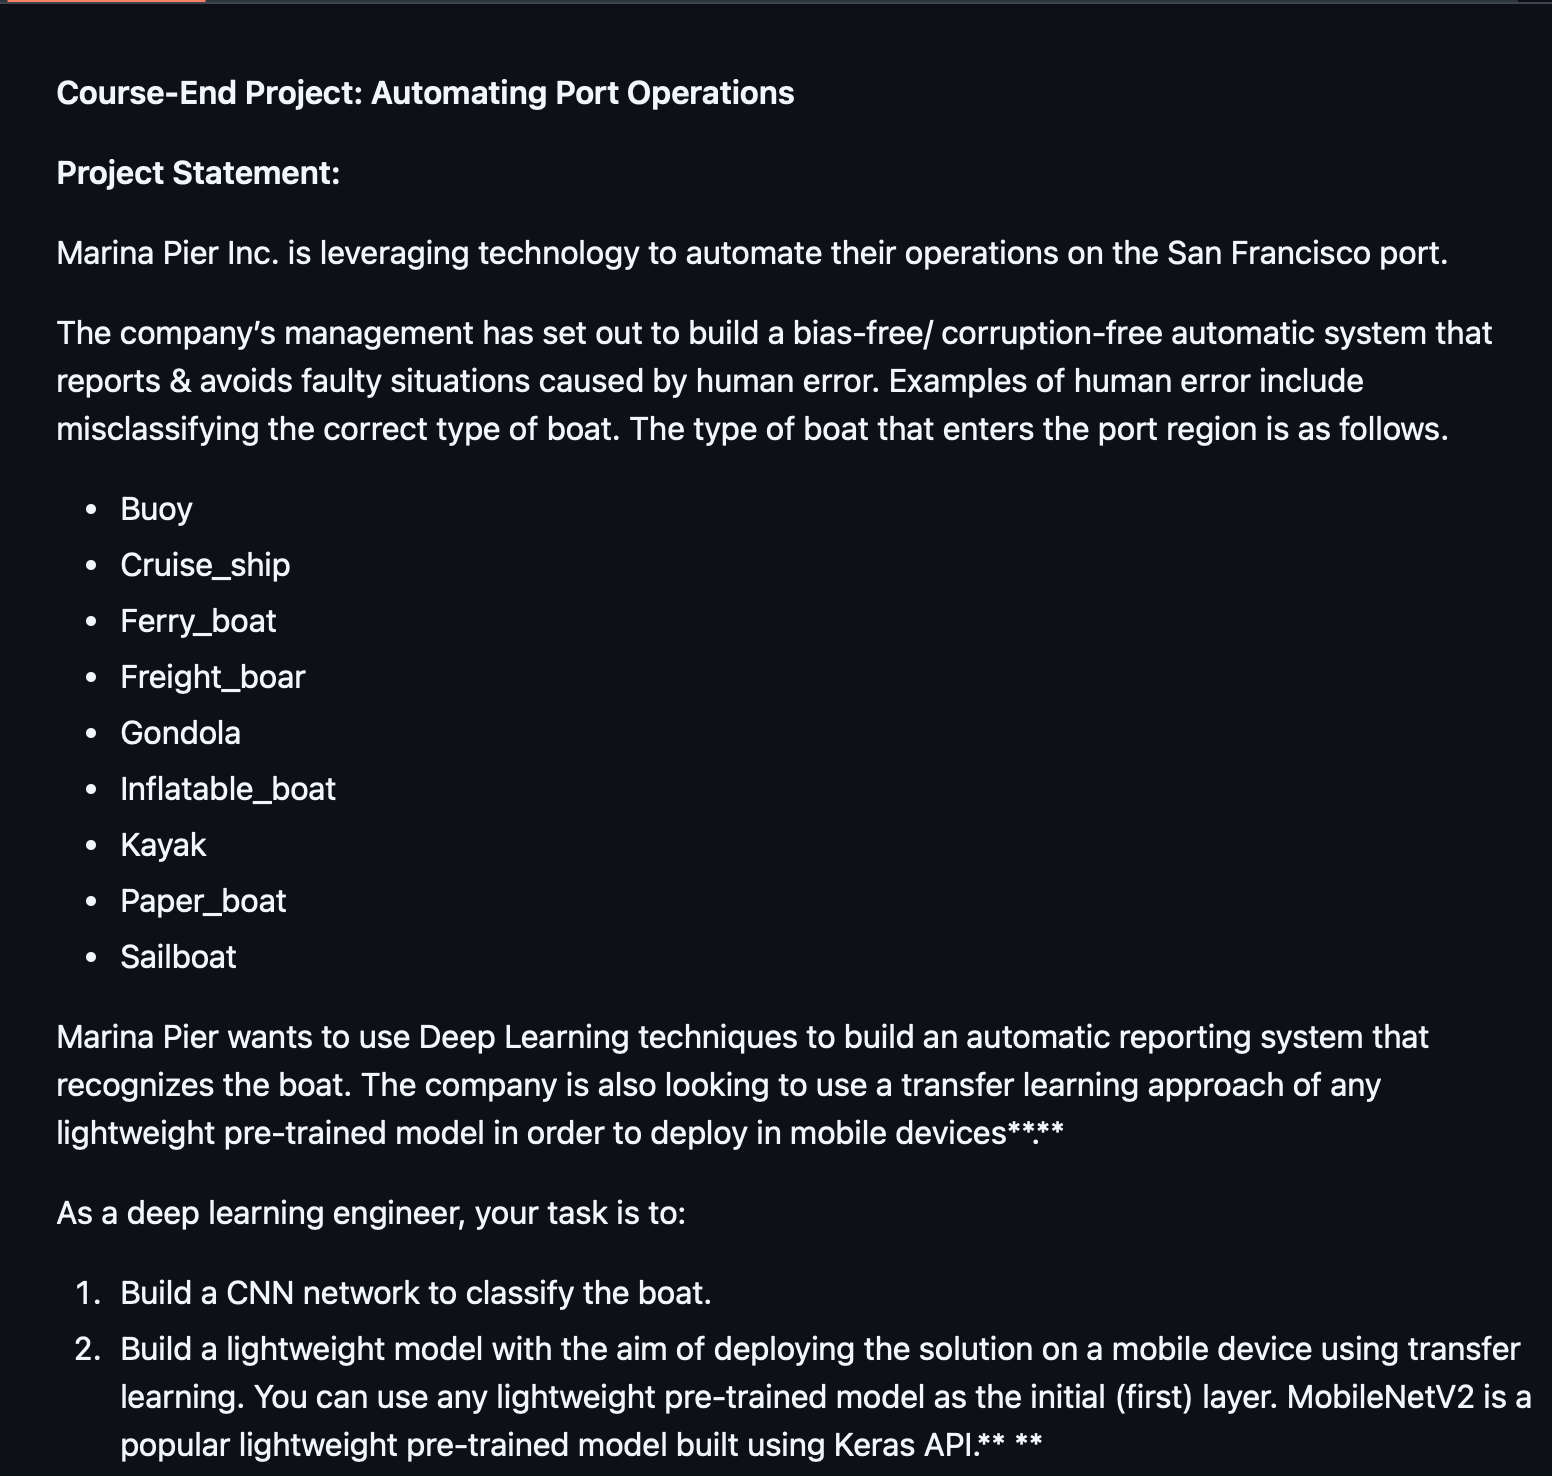 Course-End Project: Automating Port Operations
Project Statement:
Marina Pier Inc. is leveraging technology to automate their operations on the San Francisco port.
The company’s management has set out to build a bias-free/ corruption-free automatic system that
reports & avoids faulty situations caused by human error. Examples of human error include
misclassifying the correct type of boat. The type of boat that enters the port region is as follows.
• Buoy
• Cruise_ship
• Ferry_boat
• Freight_boar
• Gondola
• Inflatable_boat
• Kayak
• Paper_boat
• Sailboat
Marina Pier wants to use Deep Learning techniques to build an automatic reporting system that
recognizes the boat. The company is also looking to use a transfer learning approach of any
lightweight pre-trained model in order to deploy in mobile devices**.**
As a deep learning engineer, your task is to:
1. Build a CNN network to classify the boat.
2. Build a lightweight model with the aim of deploying the solution on a mobile device using transfer
learning. You can use any lightweight pre-trained model as the initial (first) layer. MobileNetV2 is a
popular lightweight pre-trained model built using Keras API.** **